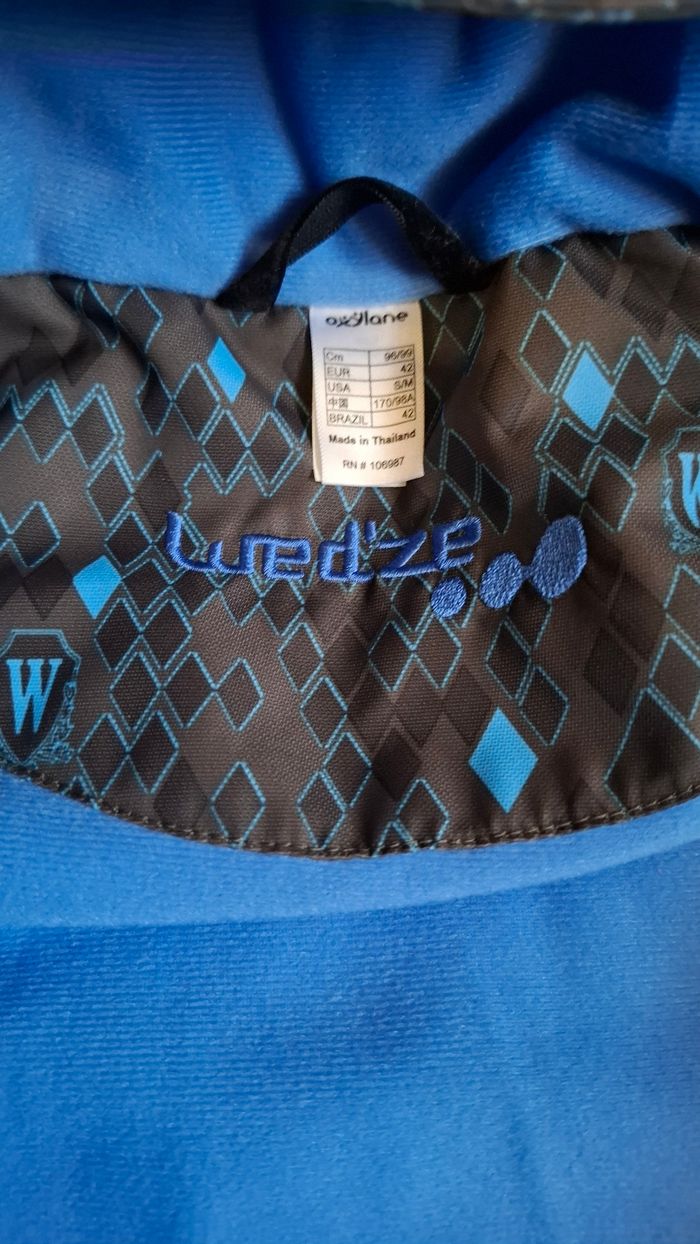 oxylane
Cm 96/99
EUR 42
USA S/M
中国 170/98A
BRAZIL 42
Made in Thailand
RN # 106987
wed'ze
W
W